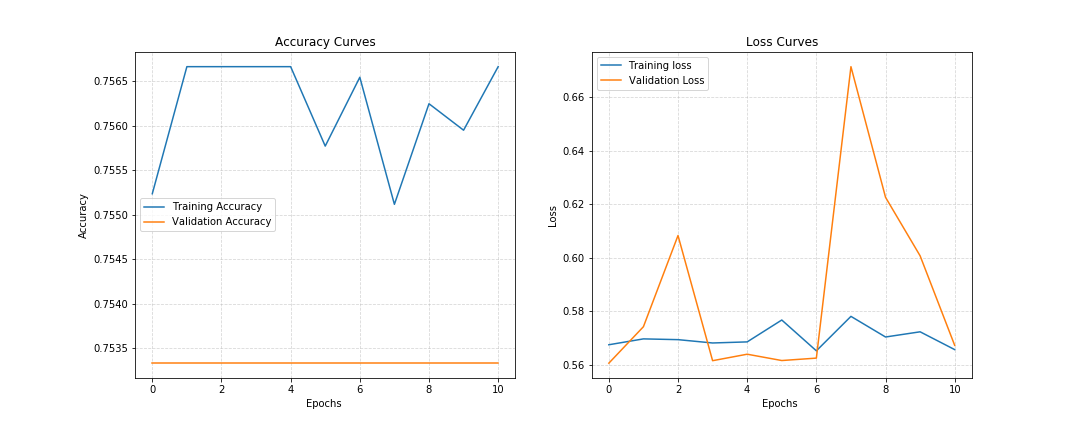 Accuracy Curves
0.7565
0.7560
0.7555
0.7550
0.7545
0.7540
0.7535
Accuracy
Training Accuracy
Validation Accuracy
0 2 4 6 8 10
Epochs
Loss Curves
0.66
0.64
0.62
0.60
0.58
0.56
Loss
Training loss
Validation Loss
0 2 4 6 8 10
Epochs